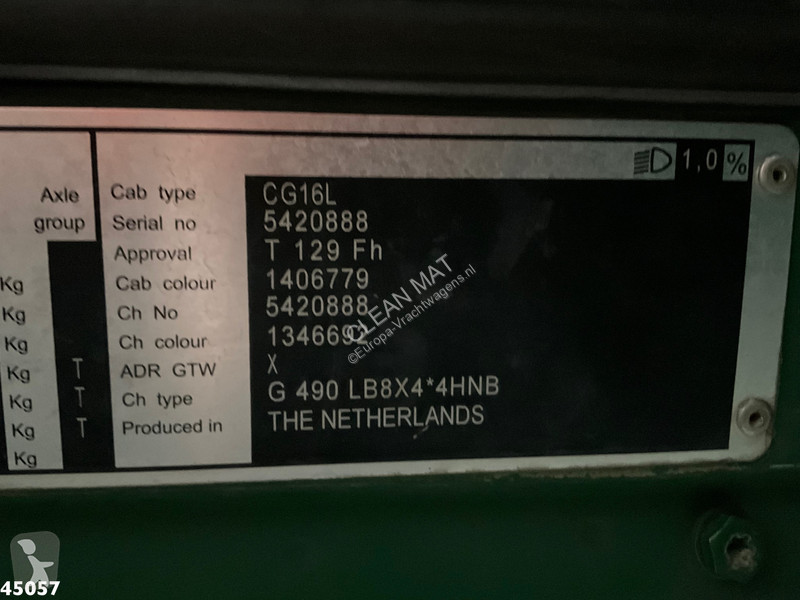 1,0 %
Axle
group
Cab type CG16L
Serial no 5420888
Approval T 129 Fh
Kg Cab colour 1406779
Kg Ch No 5420888
Kg Ch colour 1346692
Kg T ADR GTW X
Kg T Ch type G 490 LB8X4*4HNB
Kg T Produced in THE NETHERLANDS
Kg
CLEAN MAT
©Europa-Vrachtwagens.nl
45057